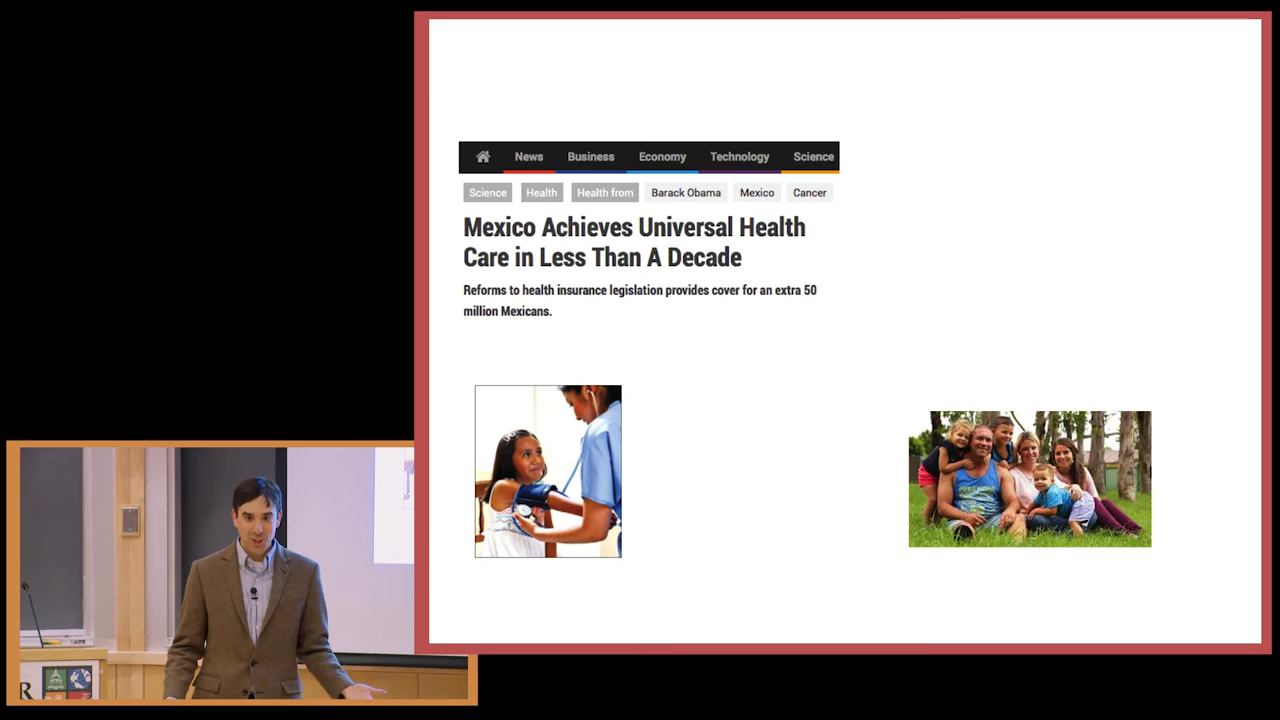 News Business Economy Technology Science
Science Health Health from Barack Obama Mexico Cancer
Mexico Achieves Universal Health
Care in Less Than A Decade
Reforms to health insurance legislation provides cover for an extra 50
million Mexicans.
R